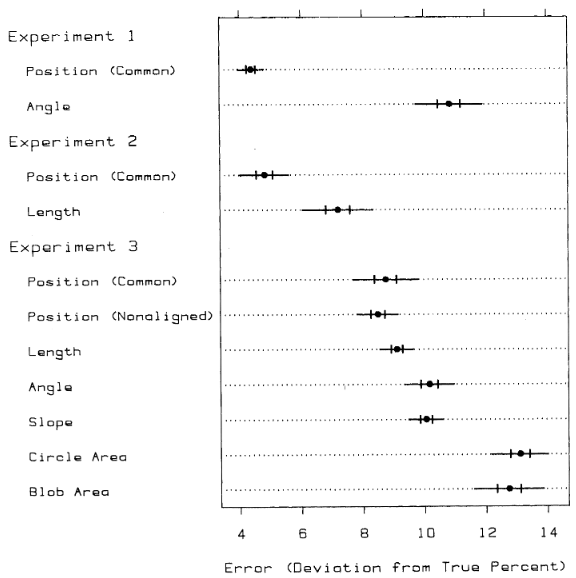 Experiment 1
Position (Common)
Angle
Experiment 2
Position (Common)
Length
Experiment 3
Position (Common)
Position (Nonaligned)
Length
Angle
Slope
Circle Area
Blob Area
4 6 8 10 12 14
Error (Deviation from True Percent)